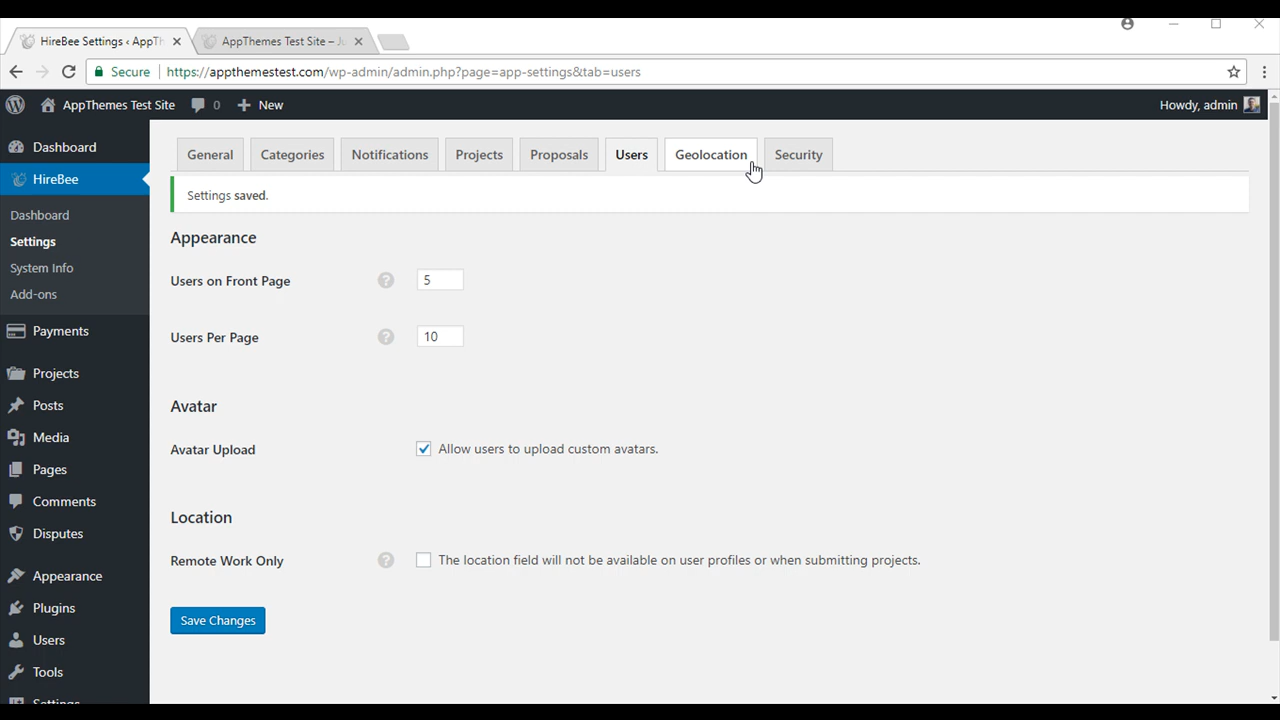 HireBee Settings ‹ AppTh
AppThemes Test Site – Ju
Secure https://appthemestest.com/wp-admin/admin.php?page=app-settings&tab=users
AppThemes Test Site 0 New Howdy, admin
Dashboard
HireBee
Dashboard
Settings
System Info
Add-ons
Payments
Projects
Posts
Media
Pages
Comments
Disputes
Appearance
Plugins
Users
Tools
Settings
General Categories Notifications Projects Proposals Users Geolocation Security
Settings saved.
Appearance
Users on Front Page ? 5
Users Per Page ? 10
Avatar
Avatar Upload Allow users to upload custom avatars.
Location
Remote Work Only ? The location field will not be available on user profiles or when submitting projects.
Save Changes